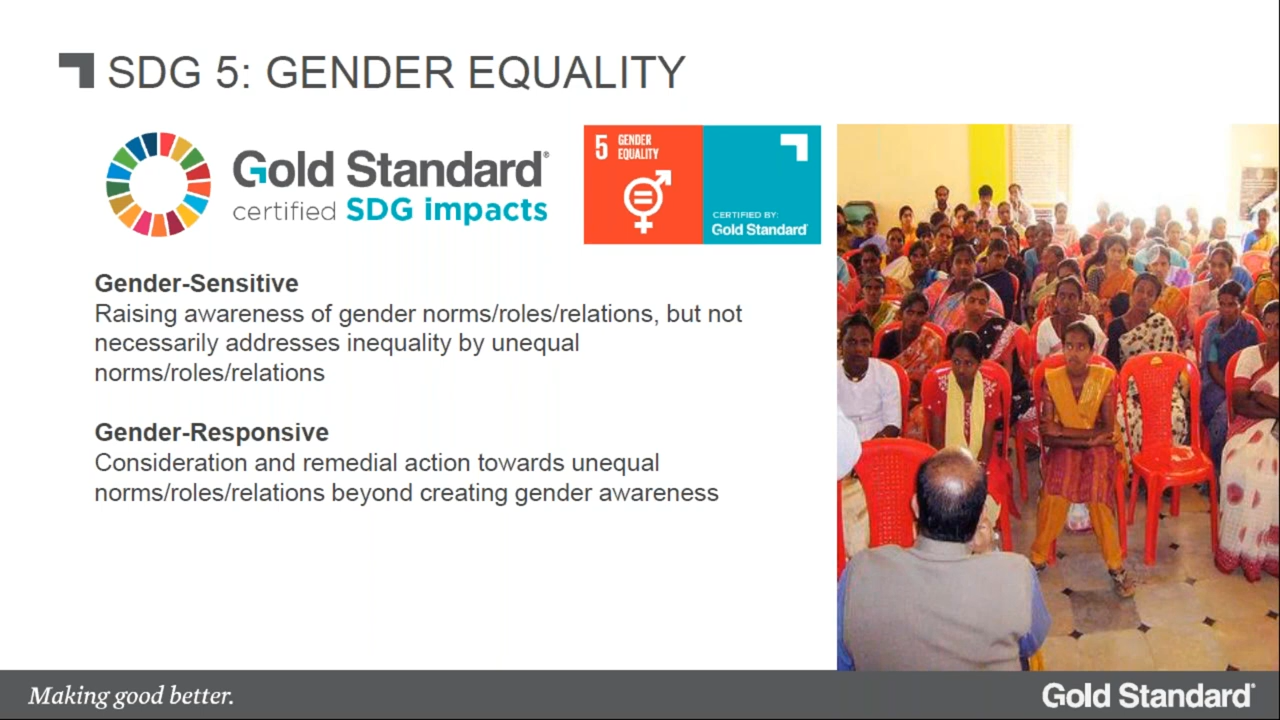 SDG 5: GENDER EQUALITY
Gold Standard®
certified SDG impacts
5 GENDER
EQUALITY
CERTIFIED BY:
Gold Standard®
Gender-Sensitive
Raising awareness of gender norms/roles/relations, but not
necessarily addresses inequality by unequal
norms/roles/relations
Gender-Responsive
Consideration and remedial action towards unequal
norms/roles/relations beyond creating gender awareness
Making good better.
Gold Standard®